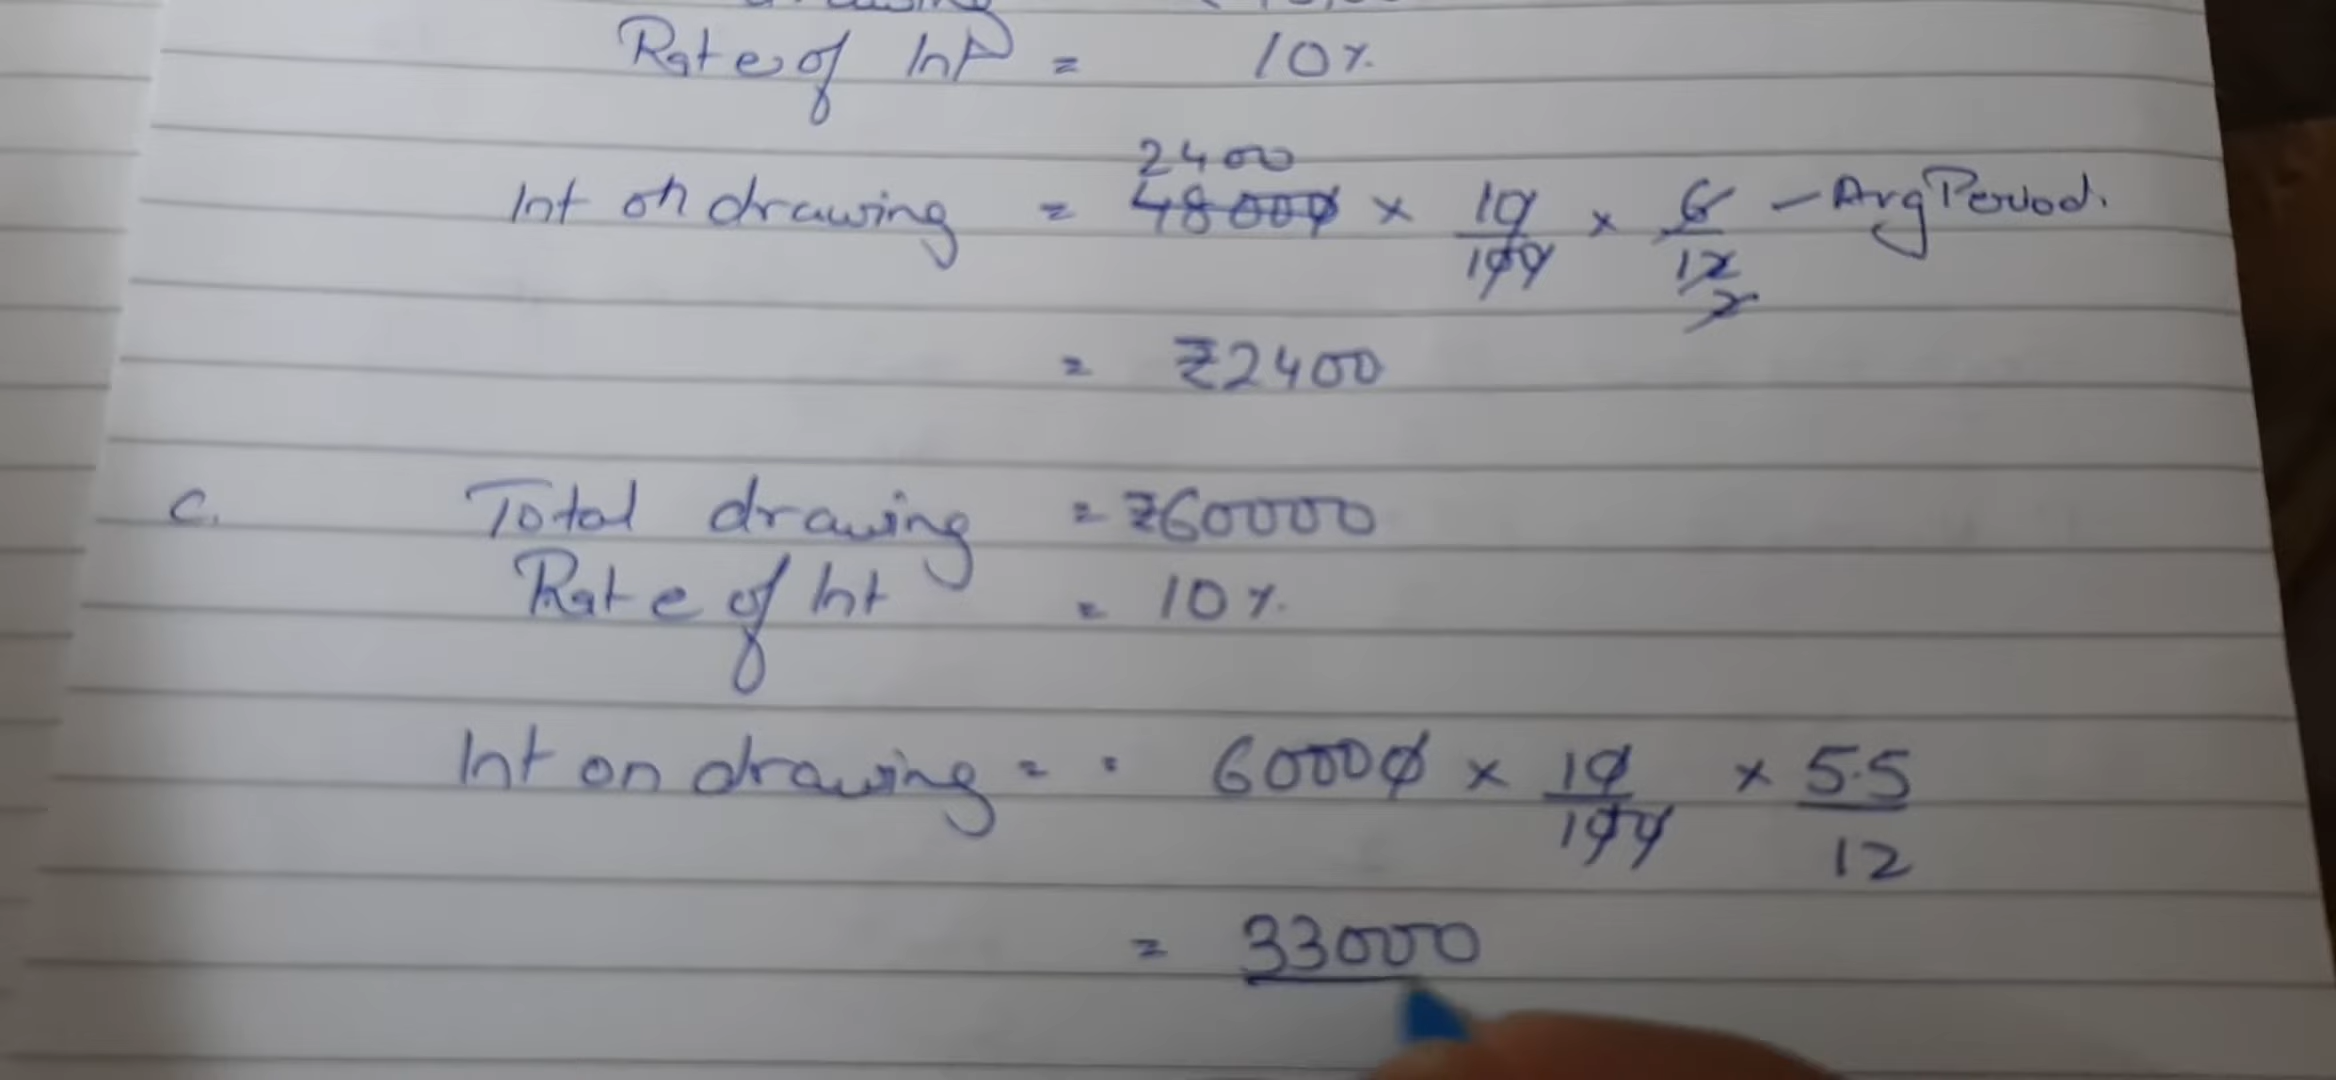 Rate of Int = 10%
2400
Int on drawing = 48000 × 10/100 × 6/12 - Avg Period.
2
= ₹2400
c. Total drawing = ₹60000
Rate of Int = 10%
Int on drawing = = 60000 × 10/100 × 5.5/12
= 33000